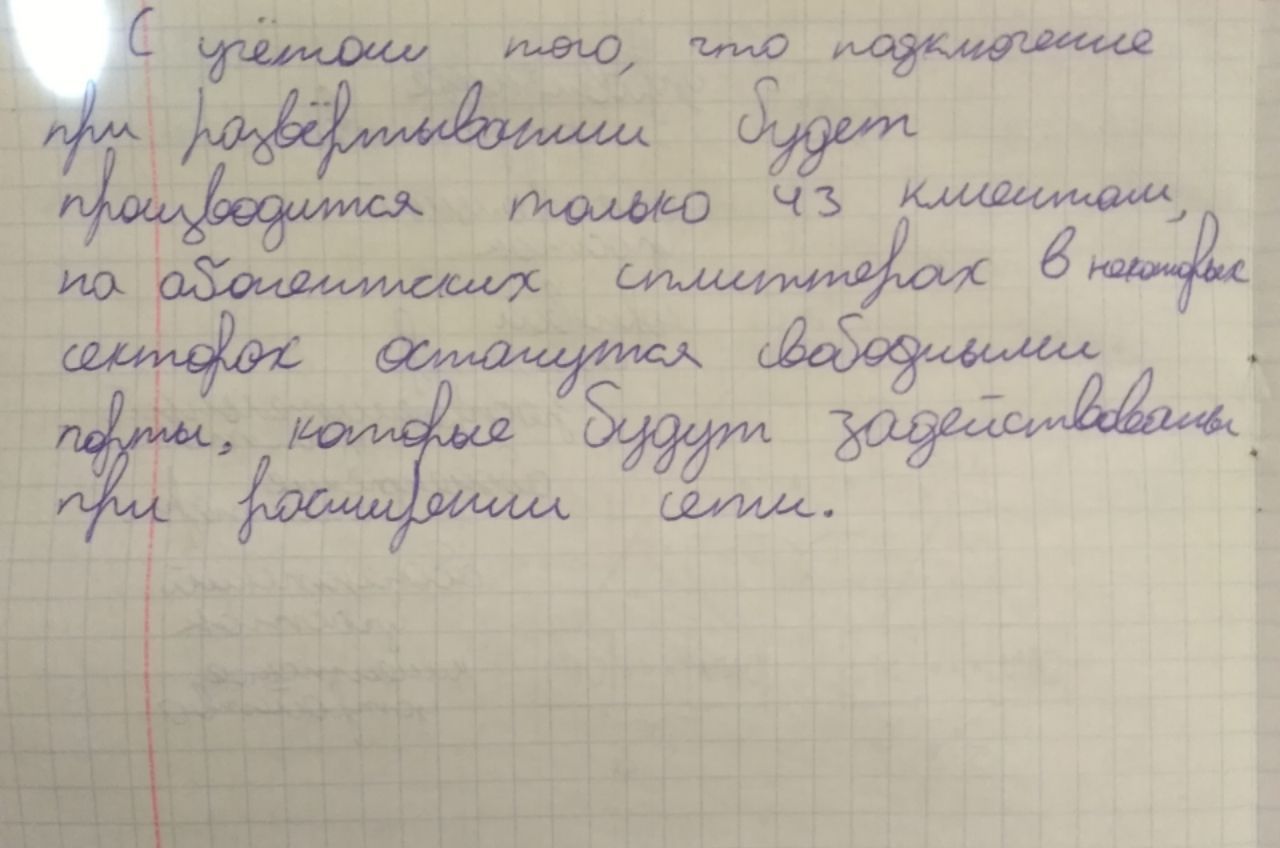 С учётом того, что подключение
при развёртывании будет
производится только 43 клиентам,
на абонентских сплиттерах в некоторых
секторах останутся свободными
порты, которые будут задействованы
при расширении сети.